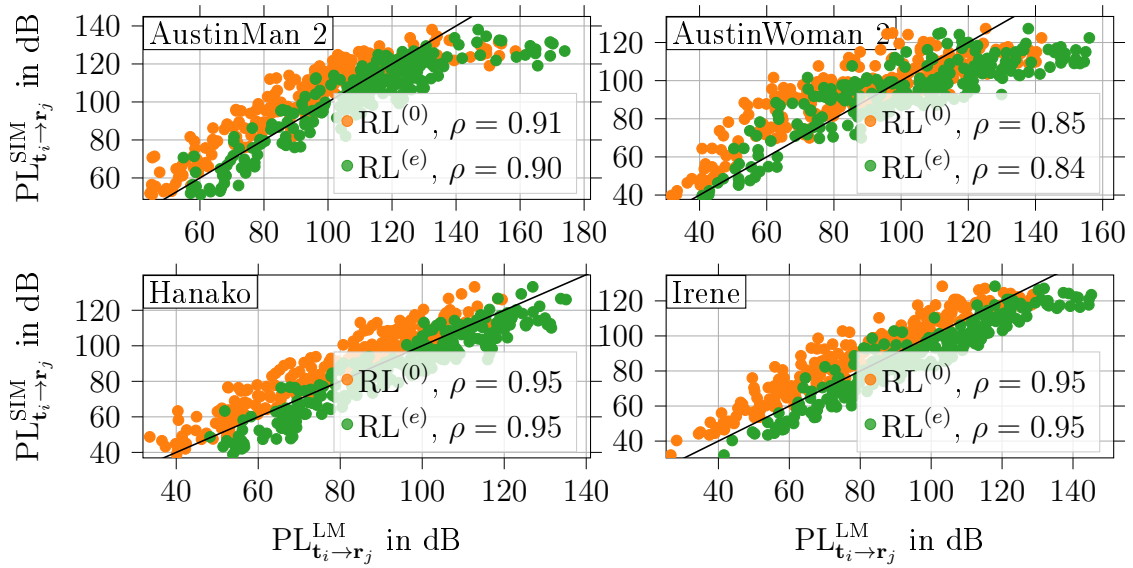 AustinMan 2
AustinWoman 2
PL^{SIM}_{t_i→r_j} in dB
140
120
100
80
60
120
100
80
60
40
RL^{(0)}, ρ = 0.91
RL^{(e)}, ρ = 0.90
RL^{(0)}, ρ = 0.85
RL^{(e)}, ρ = 0.84
60 80 100 120 140 160 180
40 60 80 100 120 140 160
Hanako
Irene
PL^{SIM}_{t_i→r_j} in dB
120
100
80
60
40
140
120
100
80
60
40
RL^{(0)}, ρ = 0.95
RL^{(e)}, ρ = 0.95
RL^{(0)}, ρ = 0.95
RL^{(e)}, ρ = 0.95
40 60 80 100 120 140
40 60 80 100 120 140
PL^{LM}_{t_i→r_j} in dB
PL^{LM}_{t_i→r_j} in dB